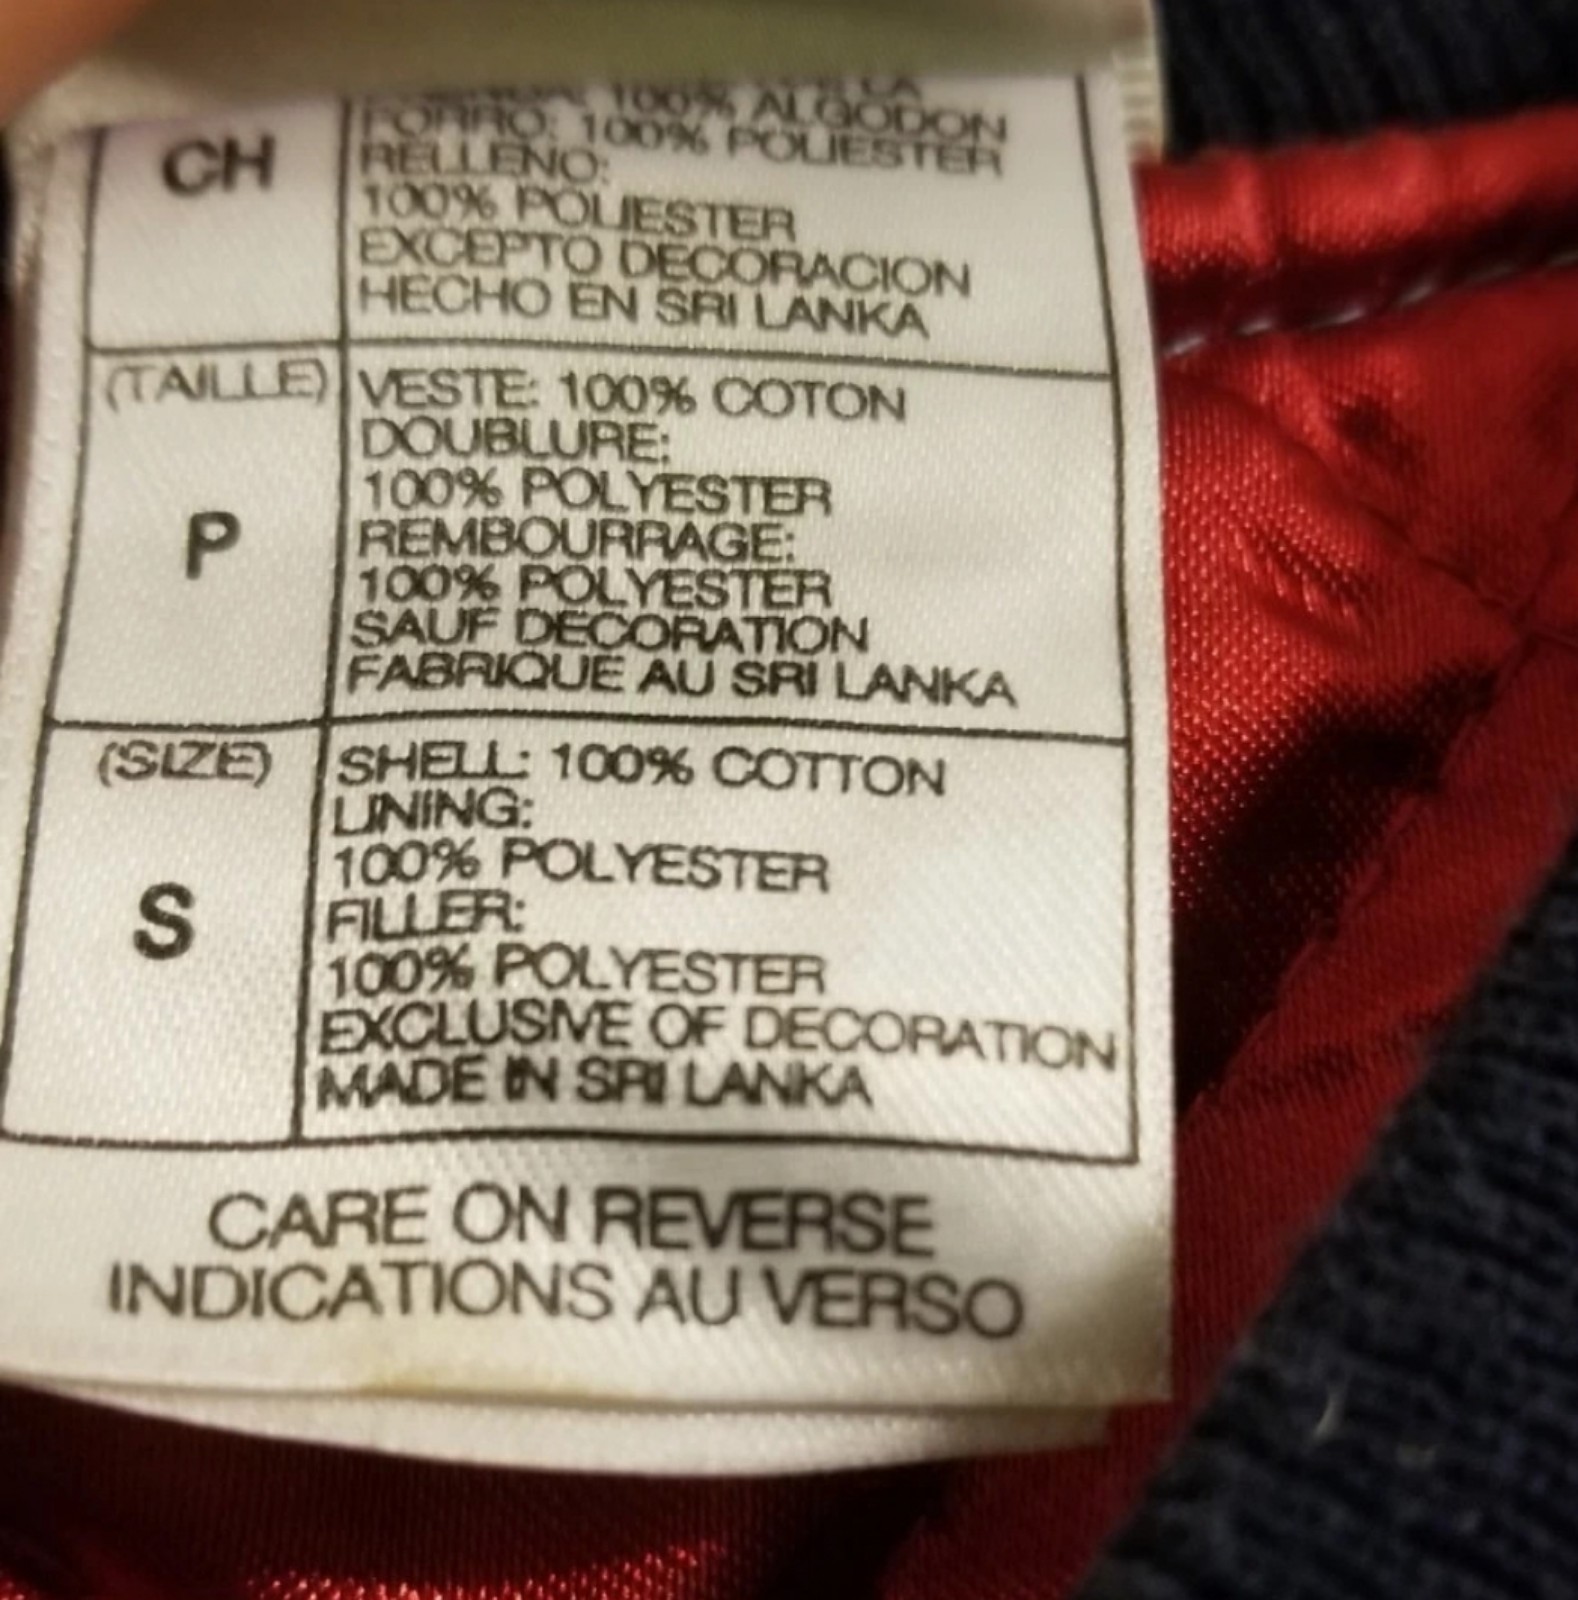 100% ALGODON
FORRO: 100% POLIESTER
CH
RELLENO:
100% POLIESTER
EXCEPTO DECORACION
HECHO EN SRI LANKA
(TAILLE)
P
VESTE: 100% COTON
DOUBLURE:
100% POLYESTER
REMBOURRAGE:
100% POLYESTER
SAUF DECORATION
FABRIQUE AU SRI LANKA
(SIZE)
S
SHELL: 100% COTTON
LINING:
100% POLYESTER
FILLER:
100% POLYESTER
EXCLUSIVE OF DECORATION
MADE IN SRI LANKA
CARE ON REVERSE
INDICATIONS AU VERSO